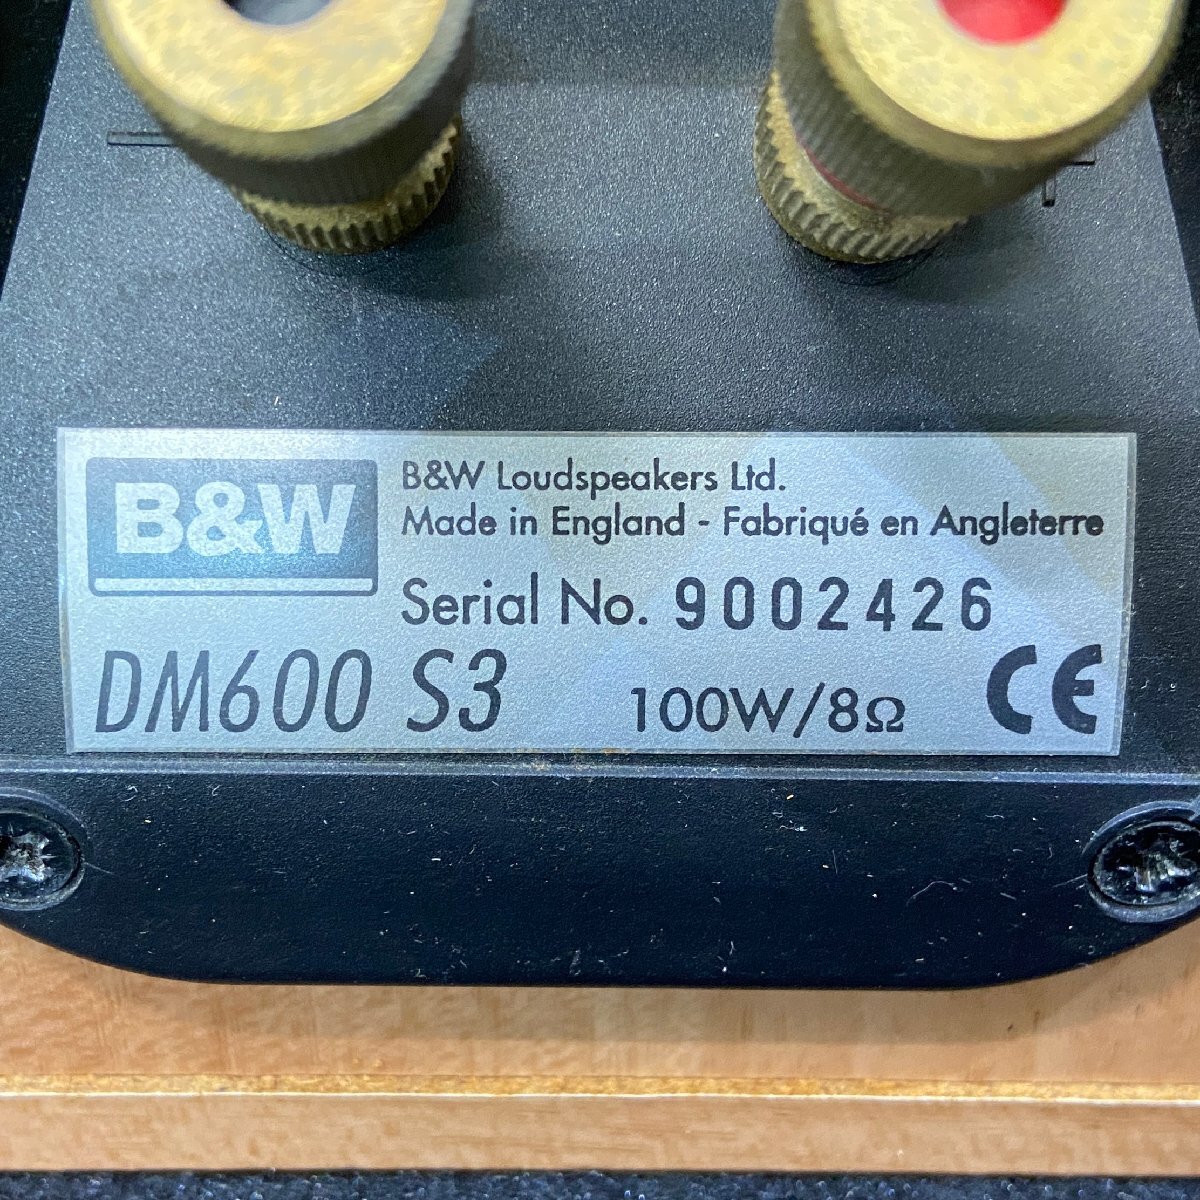 B&W
B&W Loudspeakers Ltd.
Made in England - Fabriqué en Angleterre
Serial No. 9002426
DM600 S3
100W/8Ω
CE